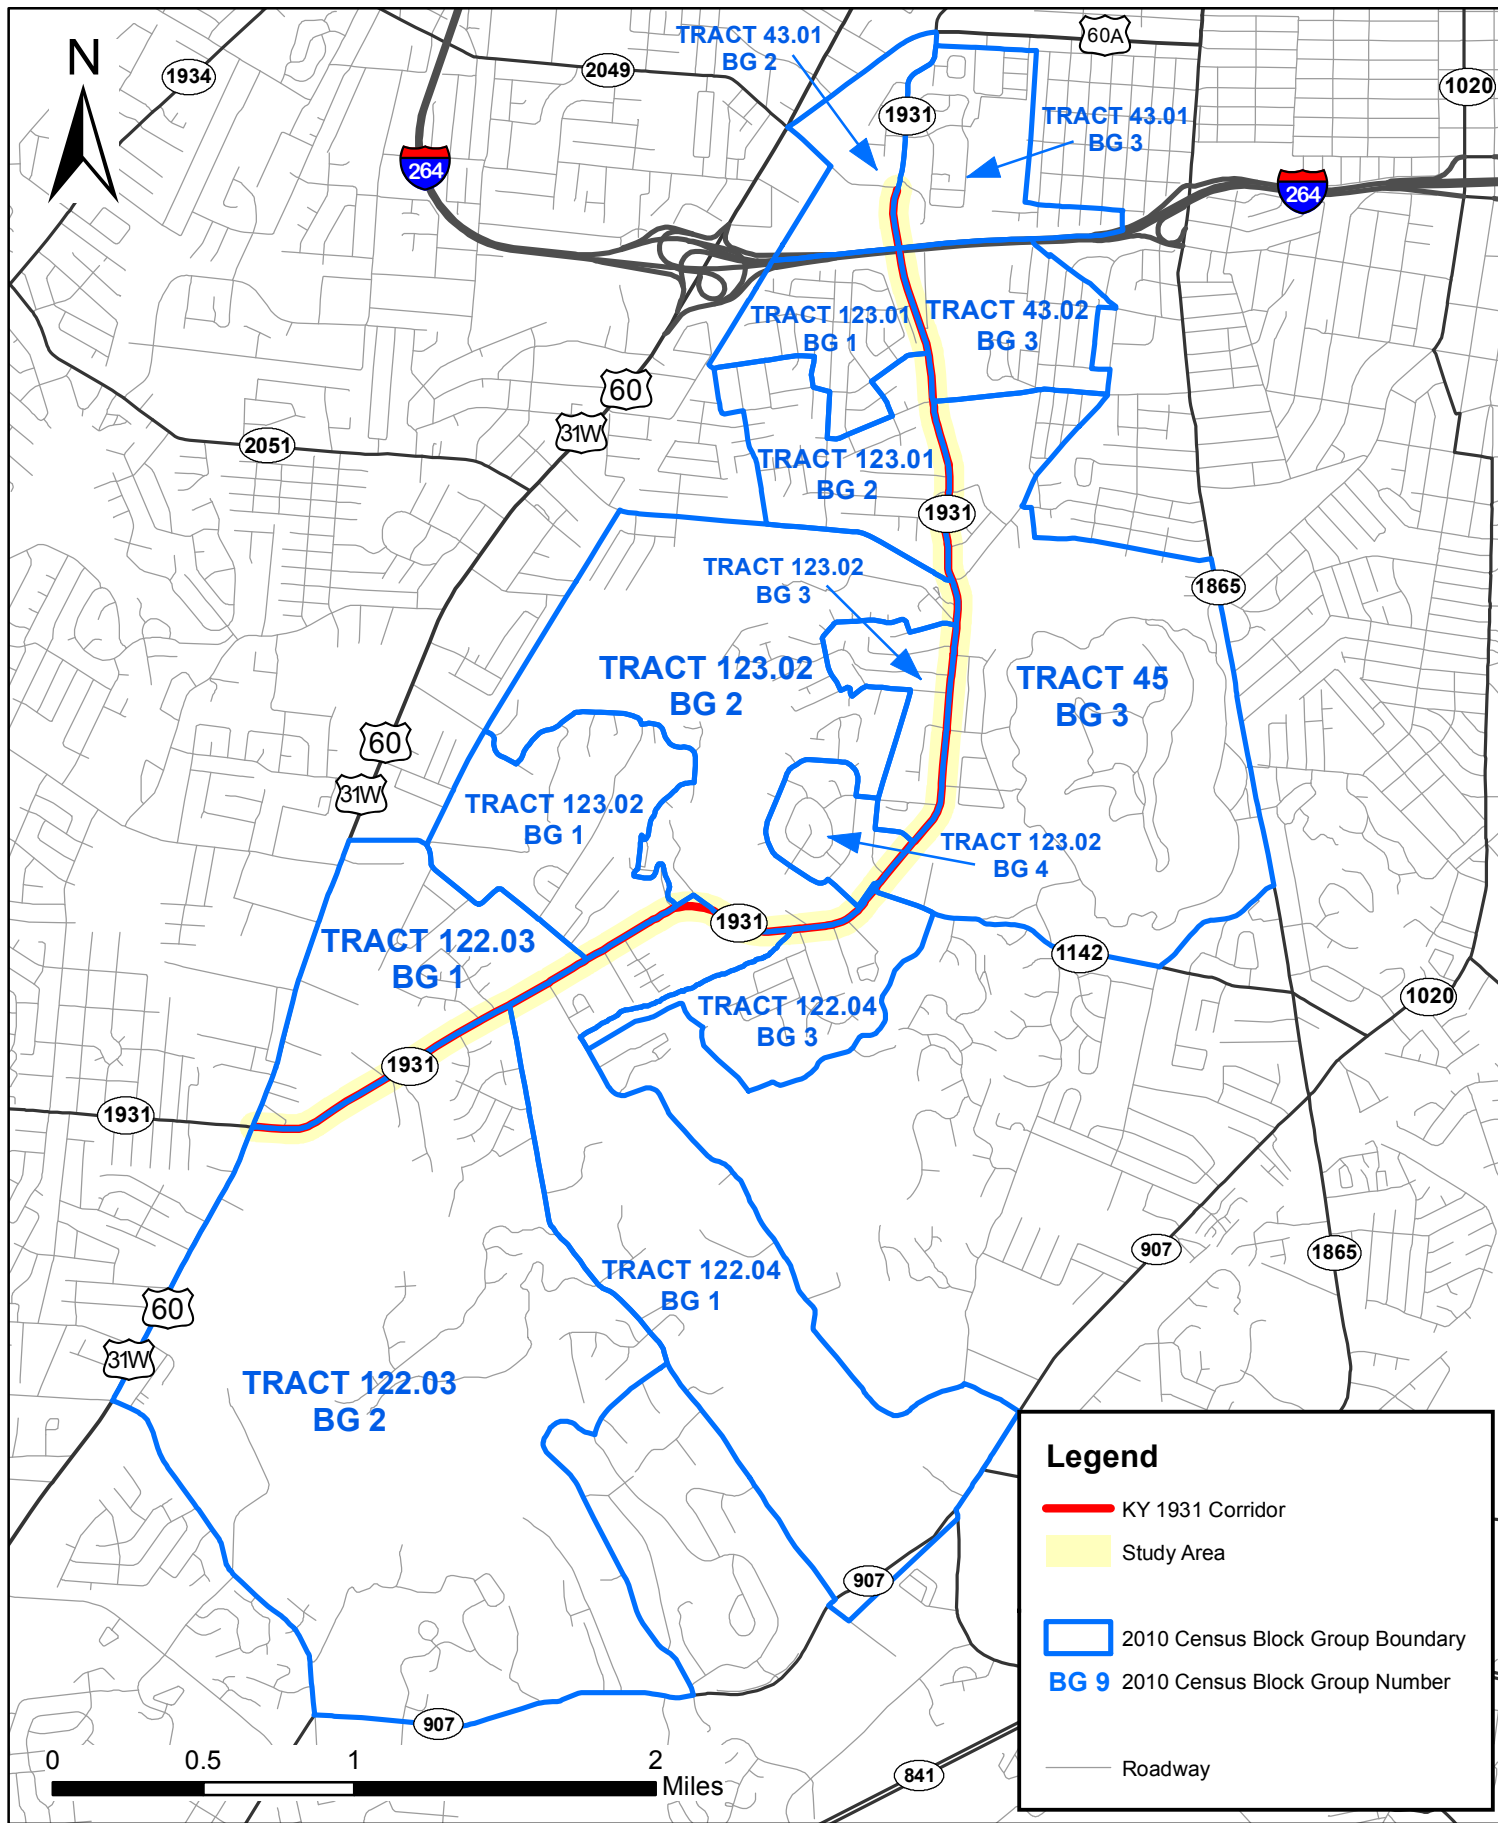 N
1934
2049
TRACT 43.01
BG 2
60A
1020
1931
TRACT 43.01
BG 3
264
264
TRACT 123.01
BG 1
TRACT 43.02
BG 3
60
31W
2051
TRACT 123.01
BG 2
1931
TRACT 123.02
BG 3
1865
TRACT 123.02
BG 2
TRACT 45
BG 3
60
31W
TRACT 123.02
BG 1
TRACT 123.02
BG 4
1931
TRACT 122.03
BG 1
1142
1020
TRACT 122.04
BG 3
1931
1931
907
1865
TRACT 122.04
BG 1
60
31W
TRACT 122.03
BG 2
907
907
841
Legend
KY 1931 Corridor
Study Area
2010 Census Block Group Boundary
BG 9 2010 Census Block Group Number
Roadway
0 0.5 1 2
Miles